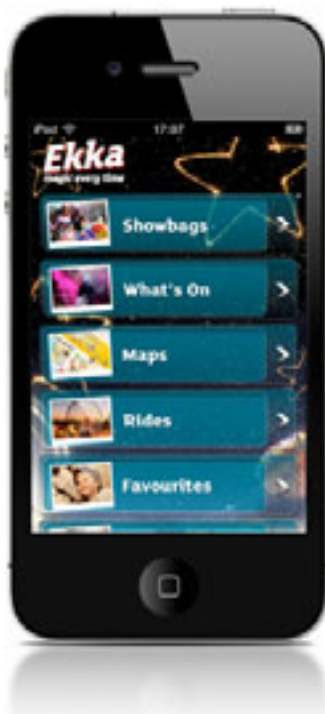 iPod 17:07
Ekka
magic every time
Showbags
What's On
Maps
Rides
Favourites